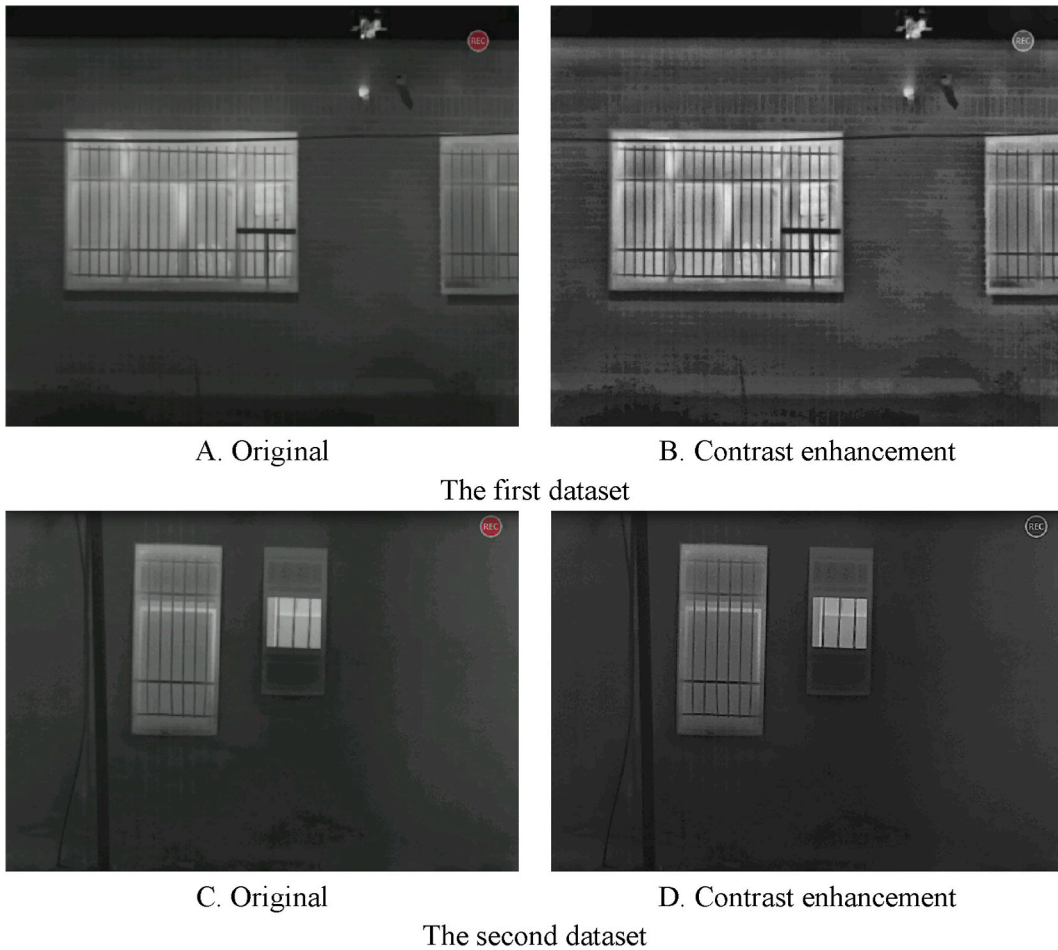 REC
REC
A. Original
B. Contrast enhancement
The first dataset
REC
REC
C. Original
D. Contrast enhancement
The second dataset